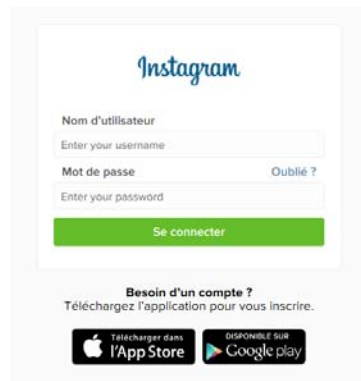 Instagram
Nom d'utilisateur
Enter your username
Mot de passe Oublié ?
Enter your password
Se connecter
Besoin d'un compte ?
Téléchargez l'application pour vous inscrire.
Télécharger dans
l'App Store
DISPONIBLE SUR
Google play